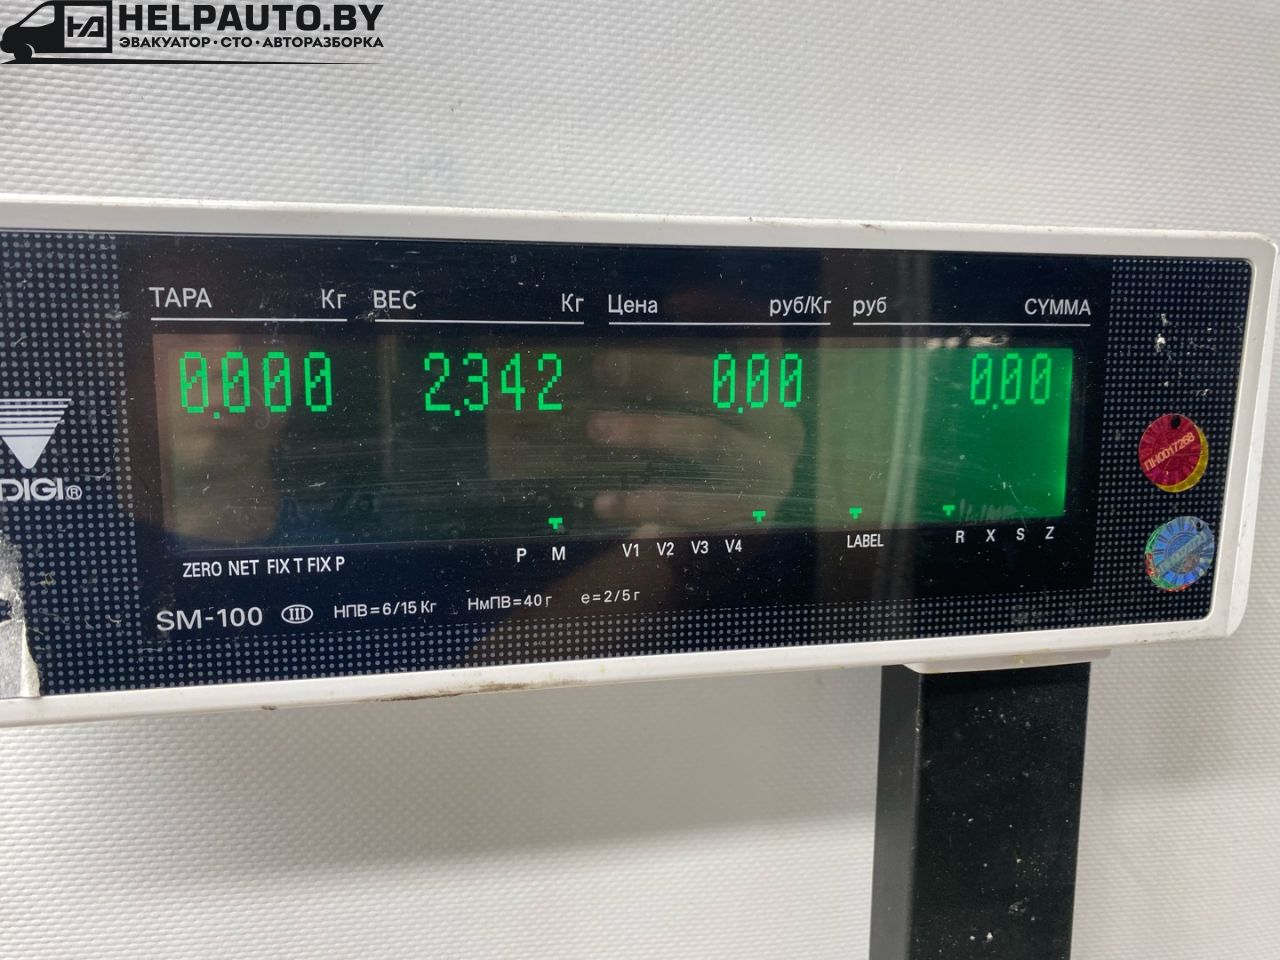 HELPAUTO.BY
ЭВАКУАТОР·СТО·АВТОРАЗБОРКА
ТАРА Кг ВЕС Кг Цена руб/Кг руб СУММА
0.000 2.342 0.00 0.00
ПН0017268
DIGI®
P M V1 V2 V3 V4 LABEL R X S Z
ZERO NET FIX T FIX P
SM-100 III НПВ=6/15 Кг НмПВ=40 г e=2/5 г